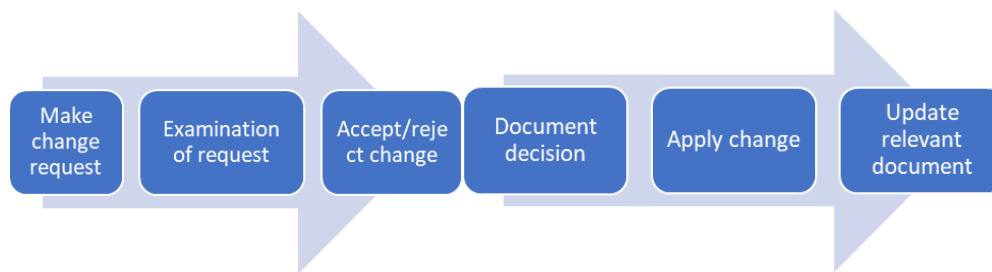 Make
change
request
Examination
of request
Accept/reje
ct change
Document
decision
Apply change
Update
relevant
document